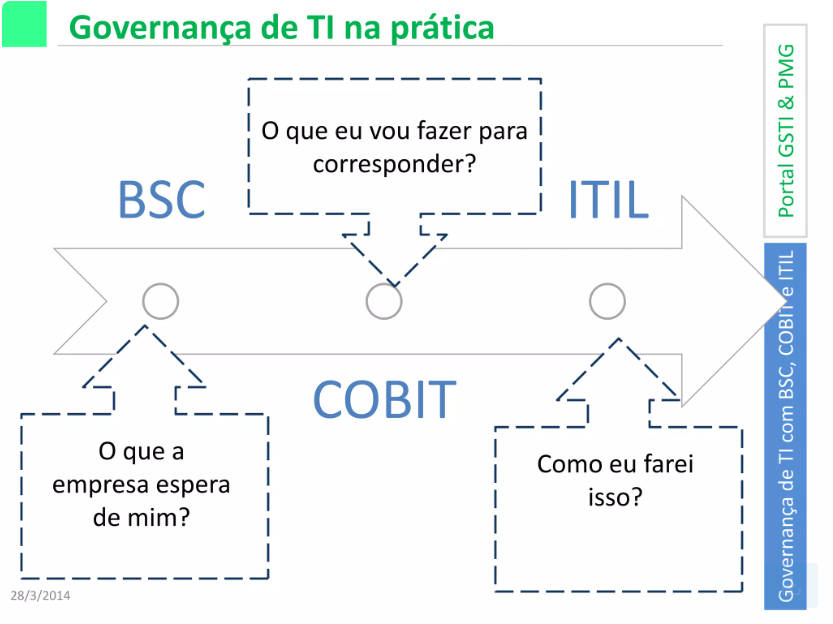 Governança de TI na prática
O que eu vou fazer para
corresponder?
BSC
ITIL
COBIT
O que a
empresa espera
de mim?
Como eu farei
isso?
Portal GSTI & PMG
Governança de TI com BSC, COBIT e ITIL
28/3/2014